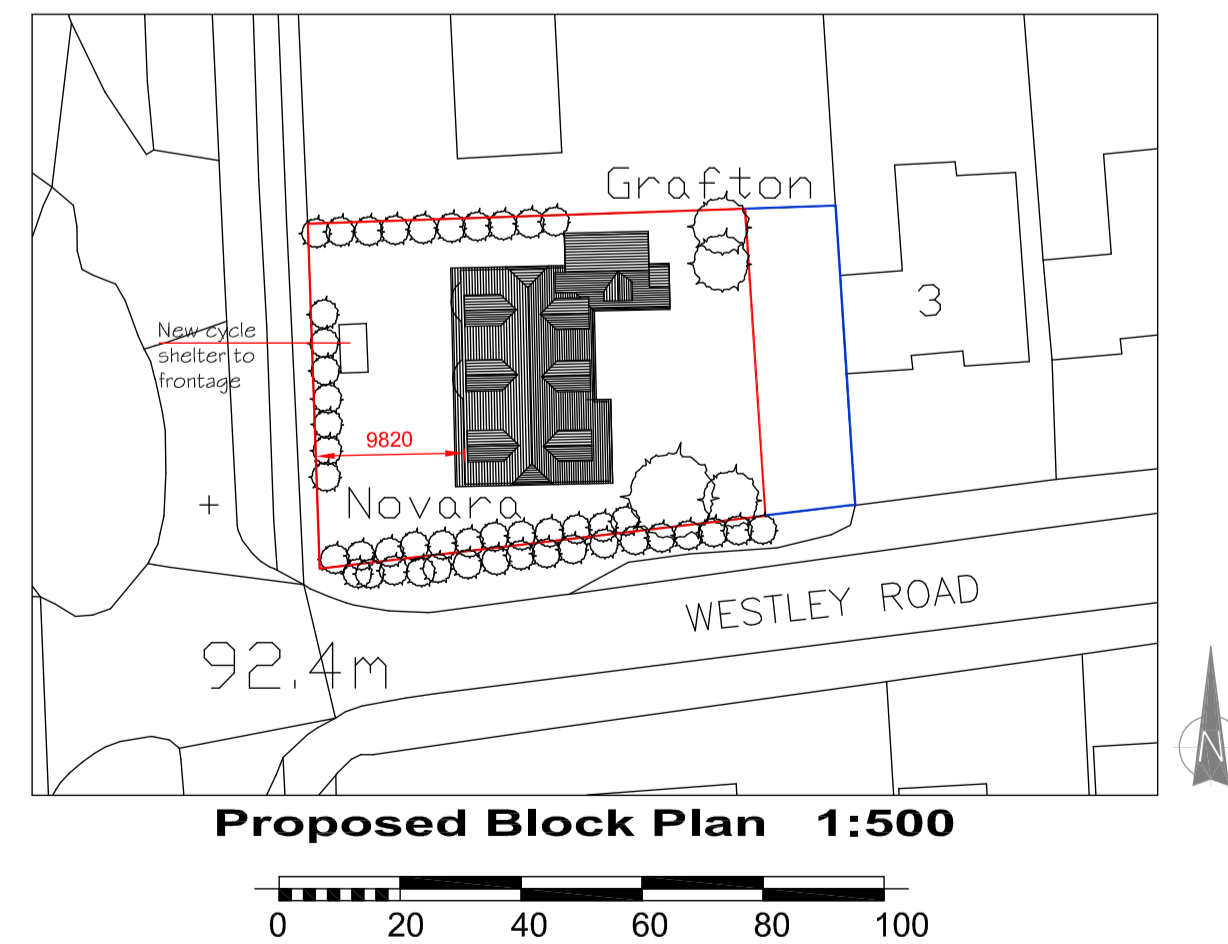 Grafton
3
New cycle
shelter to
frontage
9820
Novara
WESTLEY ROAD
92.4m
N
Proposed Block Plan 1:500
0 20 40 60 80 100